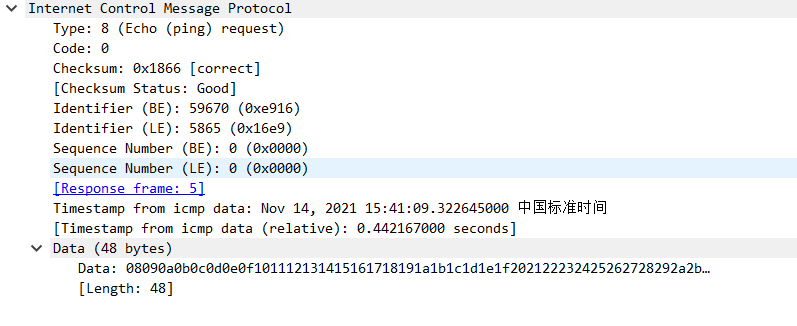 Internet Control Message Protocol
Type: 8 (Echo (ping) request)
Code: 0
Checksum: 0x1866 [correct]
[Checksum Status: Good]
Identifier (BE): 59670 (0xe916)
Identifier (LE): 5865 (0x16e9)
Sequence Number (BE): 0 (0x0000)
Sequence Number (LE): 0 (0x0000)
[Response frame: 5]
Timestamp from icmp data: Nov 14, 2021 15:41:09.322645000 中国标准时间
[Timestamp from icmp data (relative): 0.442167000 seconds]
Data (48 bytes)
Data: 08090a0b0c0d0e0f101112131415161718191a1b1c1d1e1f202122232425262728292a2b…
[Length: 48]